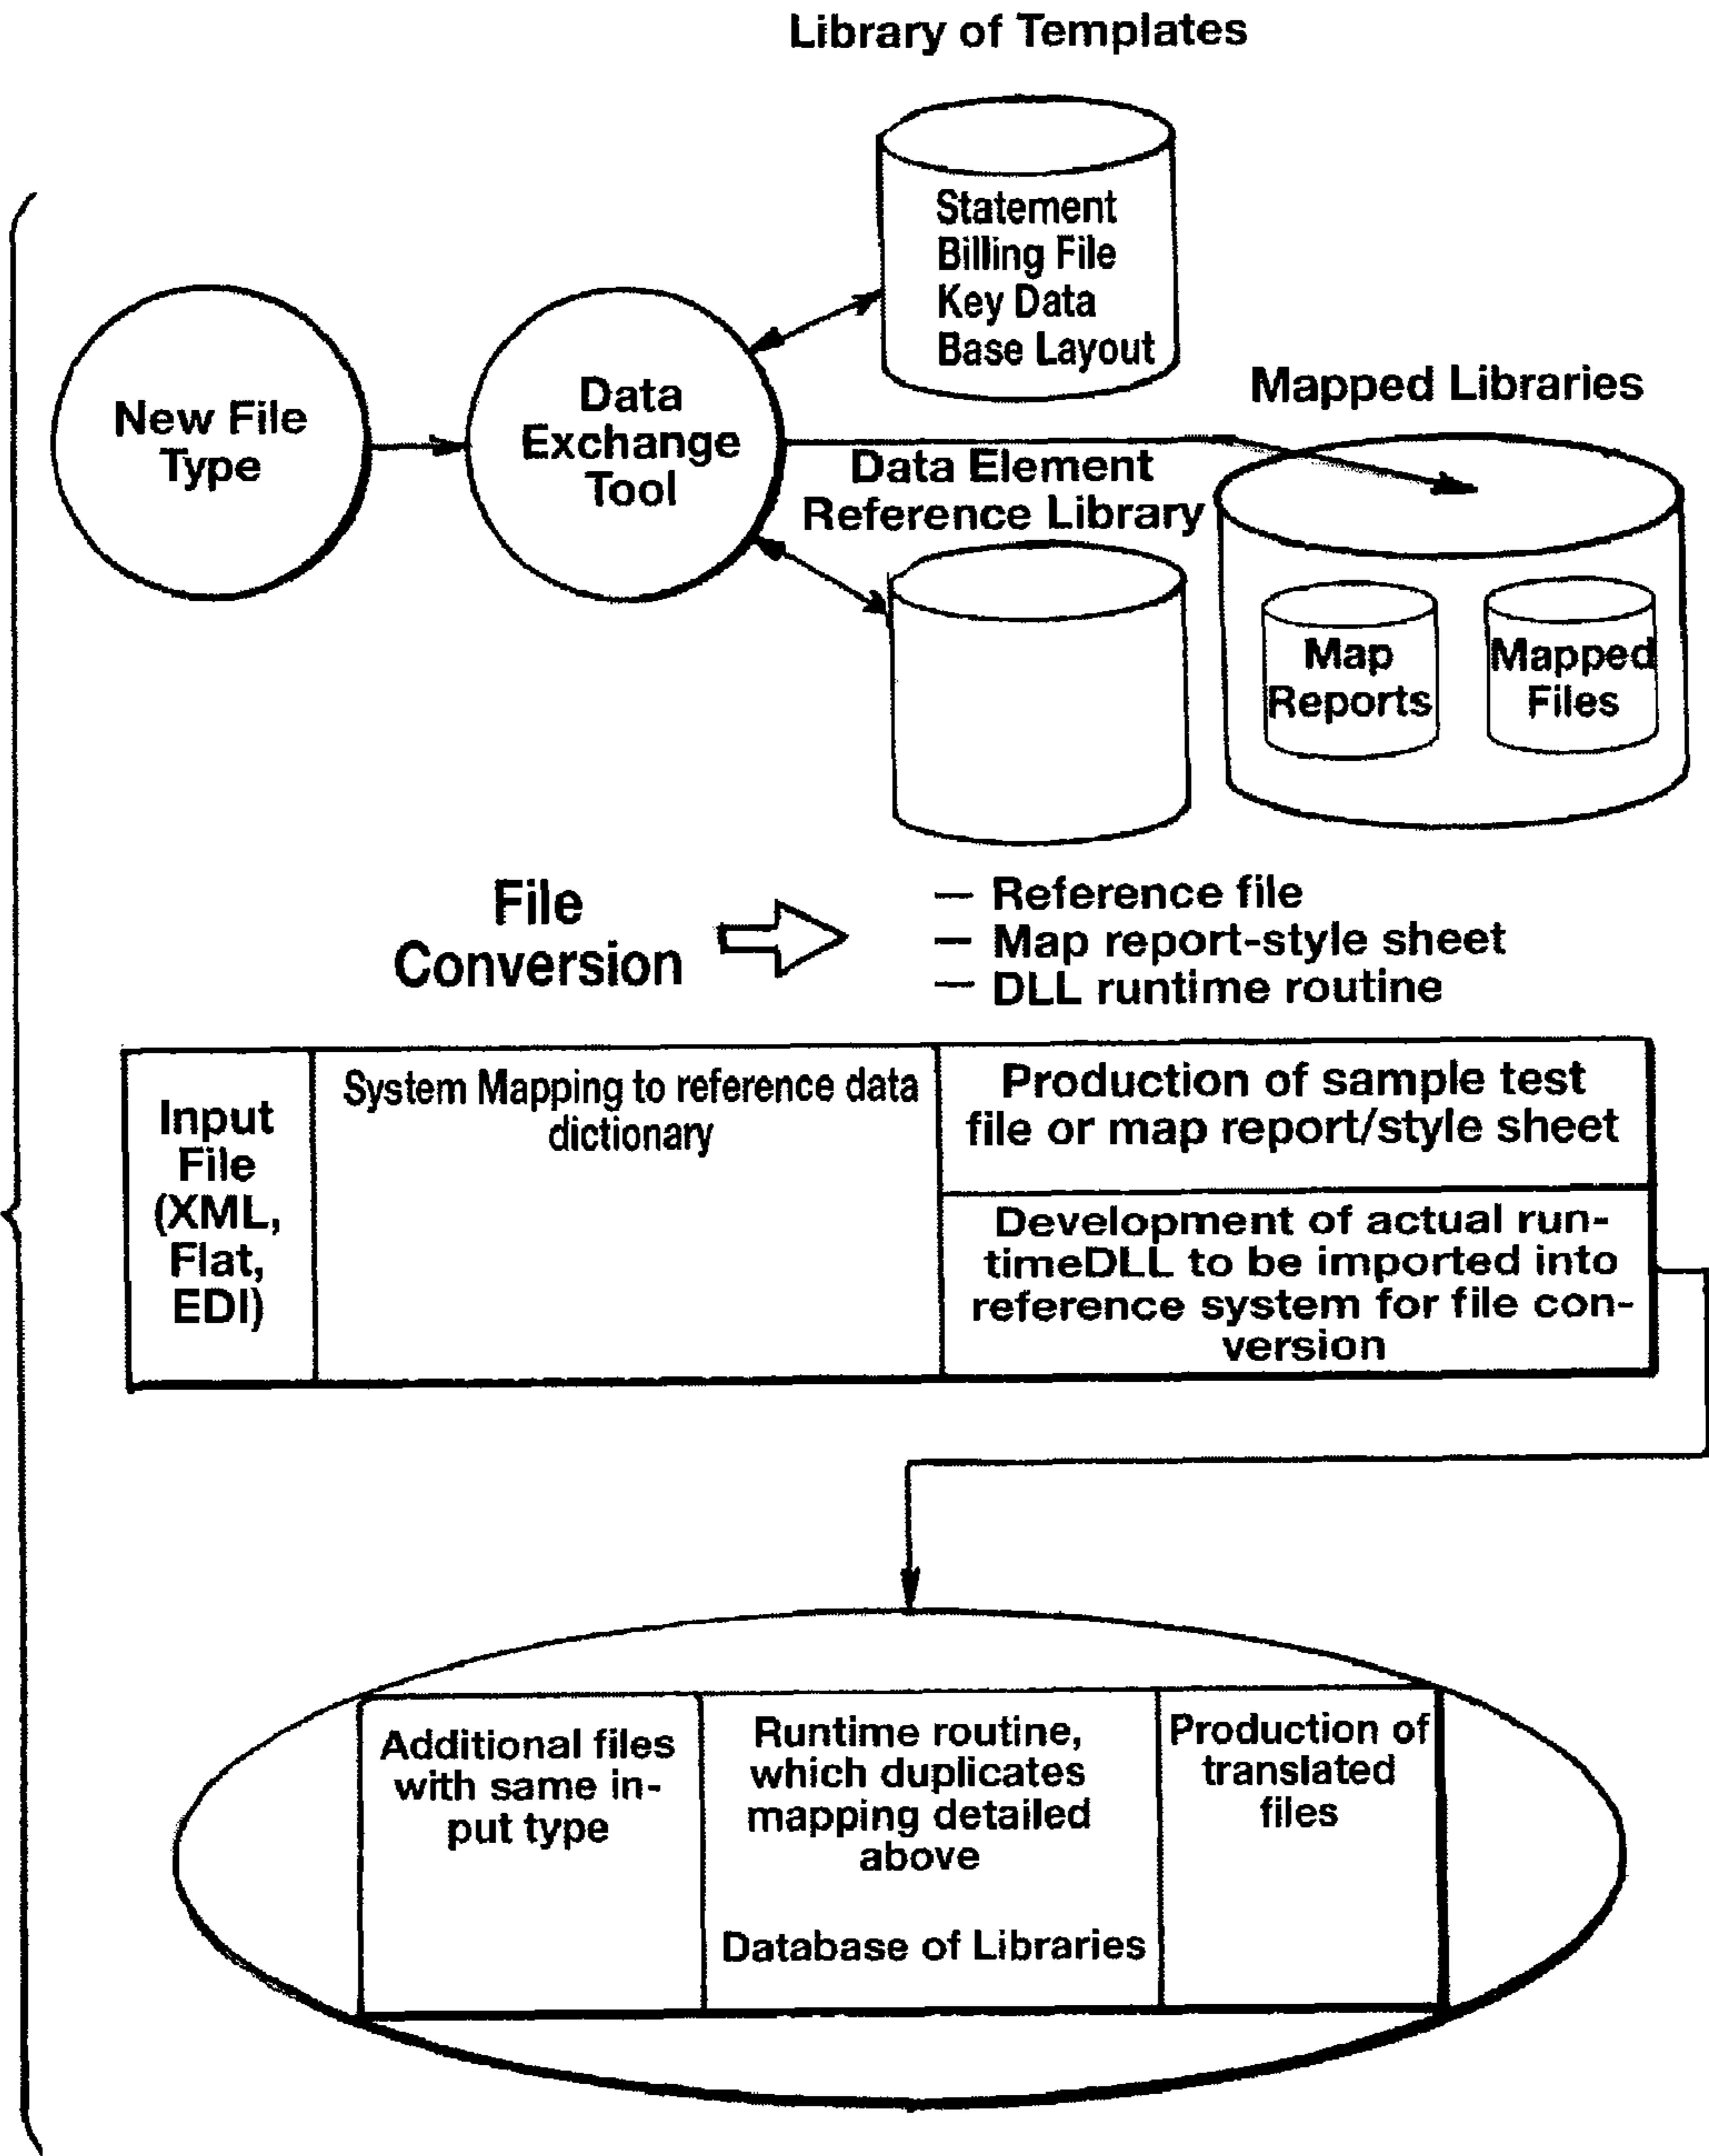 Library of Templates
Statement
Billing File
Key Data
Base Layout
New File
Type
Data
Exchange
Tool
Mapped Libraries
Data Element
Reference Library
Map
Reports
Mapped
Files
File
Conversion
— Reference file
— Map report-style sheet
— DLL runtime routine
Input
File
(XML,
Flat,
EDI)
System Mapping to reference data
dictionary
Production of sample test
file or map report/style sheet
Development of actual run-
timeDLL to be imported into
reference system for file con-
version
Additional files
with same in-
put type
Runtime routine,
which duplicates
mapping detailed
above
Database of Libraries
Production of
translated
files